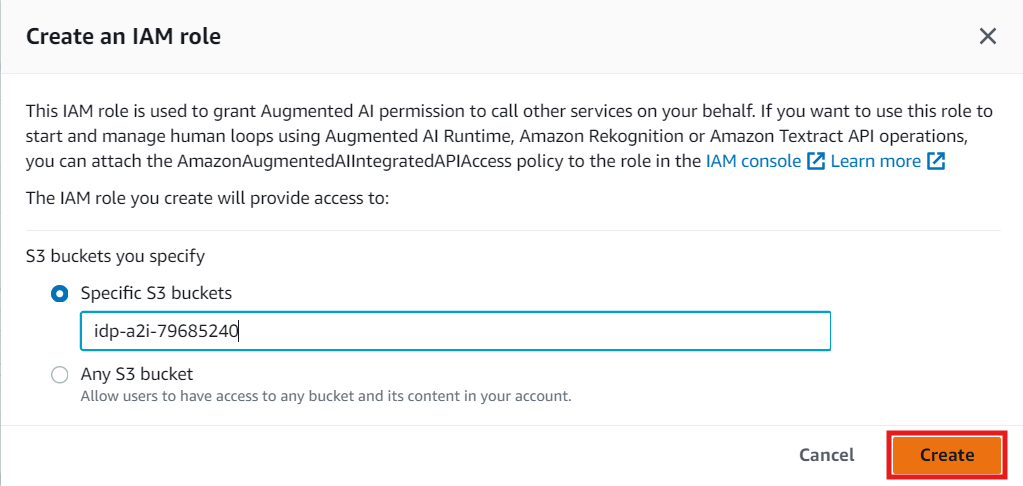 Create an IAM role
This IAM role is used to grant Augmented AI permission to call other services on your behalf. If you want to use this role to
start and manage human loops using Augmented AI Runtime, Amazon Rekognition or Amazon Textract API operations,
you can attach the AmazonAugmentedAIIntegratedAPIAccess policy to the role in the IAM console Learn more
The IAM role you create will provide access to:
S3 buckets you specify
Specific S3 buckets
idp-a2i-79685240
Any S3 bucket
Allow users to have access to any bucket and its content in your account.
Cancel Create